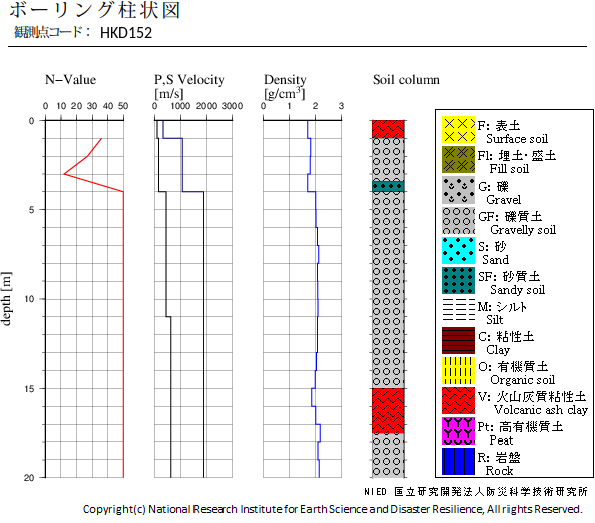 ボーリング柱状図
観測点コード： HKD152
N−Value
P,S Velocity
[m/s]
Density
[g/cm3]
Soil column
0 10 20 30 40 50
0 1000 2000 3000
0 1 2 3
0
5
10
15
20
depth [m]
F: 表土
Surface soil
Fl: 埋土・盛土
Fill soil
G: 礫
Gravel
GF: 礫質土
Gravelly soil
S: 砂
Sand
SF: 砂質土
Sandy soil
M: シルト
Silt
C: 粘性土
Clay
O: 有機質土
Organic soil
V: 火山灰質粘性土
Volcanic ash clay
Pt: 高有機質土
Peat
R: 岩盤
Rock
NIED 国立研究開発法人防災科学技術研究所
Copyright(c) National Research Institute for Earth Science and Disaster Resilience, All rights Reserved.